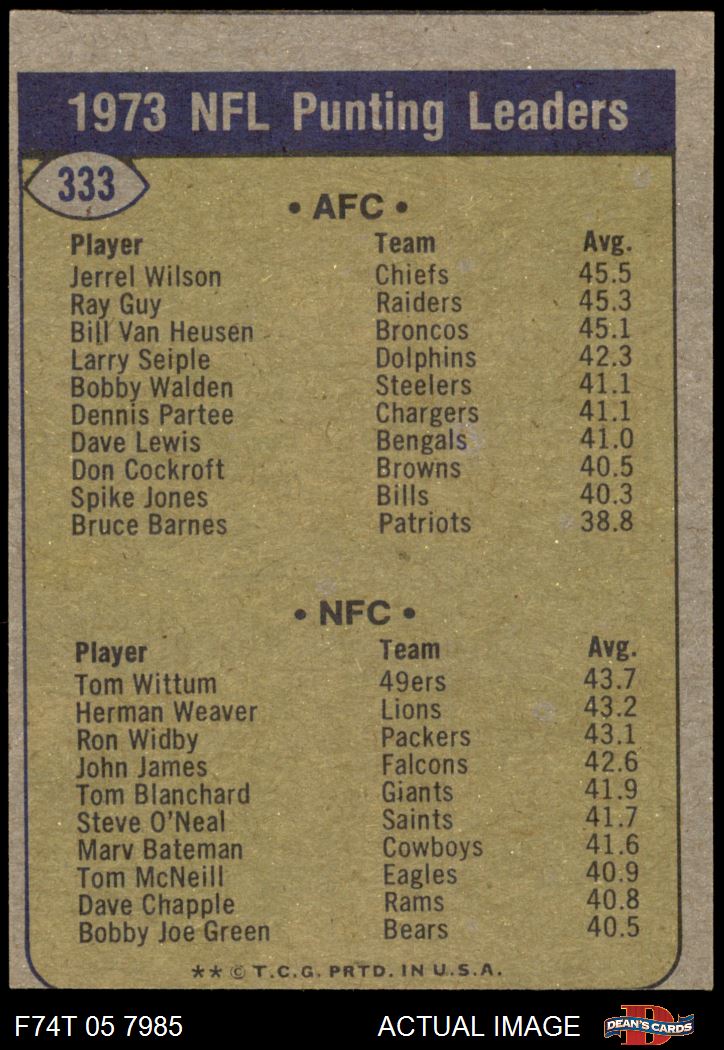 1973 NFL Punting Leaders
333
• AFC •
Player Team Avg.
Jerrel Wilson Chiefs 45.5
Ray Guy Raiders 45.3
Bill Van Heusen Broncos 45.1
Larry Seiple Dolphins 42.3
Bobby Walden Steelers 41.1
Dennis Partee Chargers 41.1
Dave Lewis Bengals 41.0
Don Cockroft Browns 40.5
Spike Jones Bills 40.3
Bruce Barnes Patriots 38.8
• NFC •
Player Team Avg.
Tom Wittum 49ers 43.7
Herman Weaver Lions 43.2
Ron Widby Packers 43.1
John James Falcons 42.6
Tom Blanchard Giants 41.9
Steve O'Neal Saints 41.7
Marv Bateman Cowboys 41.6
Tom McNeill Eagles 40.9
Dave Chapple Rams 40.8
Bobby Joe Green Bears 40.5
** © T.C.G. PRTD. IN U.S.A.
F74T 05 7985 ACTUAL IMAGE
D
DEAN'S CARDS